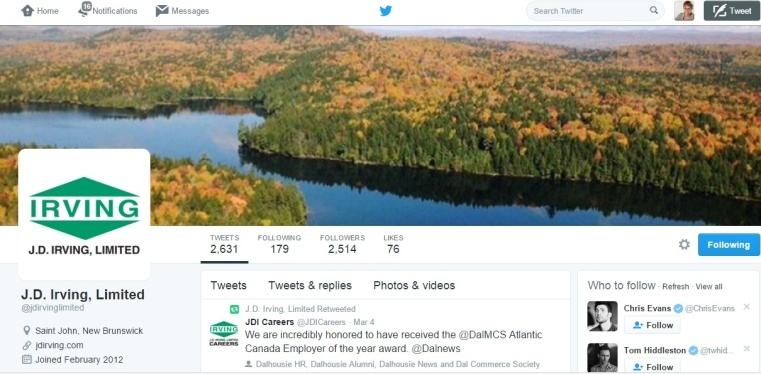 Home
16
Notifications
Messages
Search Twitter
Tweet
IRVING
J.D. IRVING, LIMITED
TWEETS FOLLOWING FOLLOWERS LIKES
2,631 179 2,514 76
Following
J.D. Irving, Limited
@jdirvinglimited
Saint John, New Brunswick
jdirving.com
Joined February 2012
Tweets Tweets & replies Photos & videos
J.D. Irving, Limited Retweeted
IRVING
CAREERS
JDI Careers @JDICareers · Mar 4
We are incredibly honored to have received the @DalMCS Atlantic
Canada Employer of the year award. @Dalnews
Dalhousie HR, Dalhousie Alumni, Dalhousie News and Dal Commerce Society
Who to follow · Refresh · View all
Chris Evans @ChrisEvans
Follow
Tom Hiddleston @twhid...
Follow